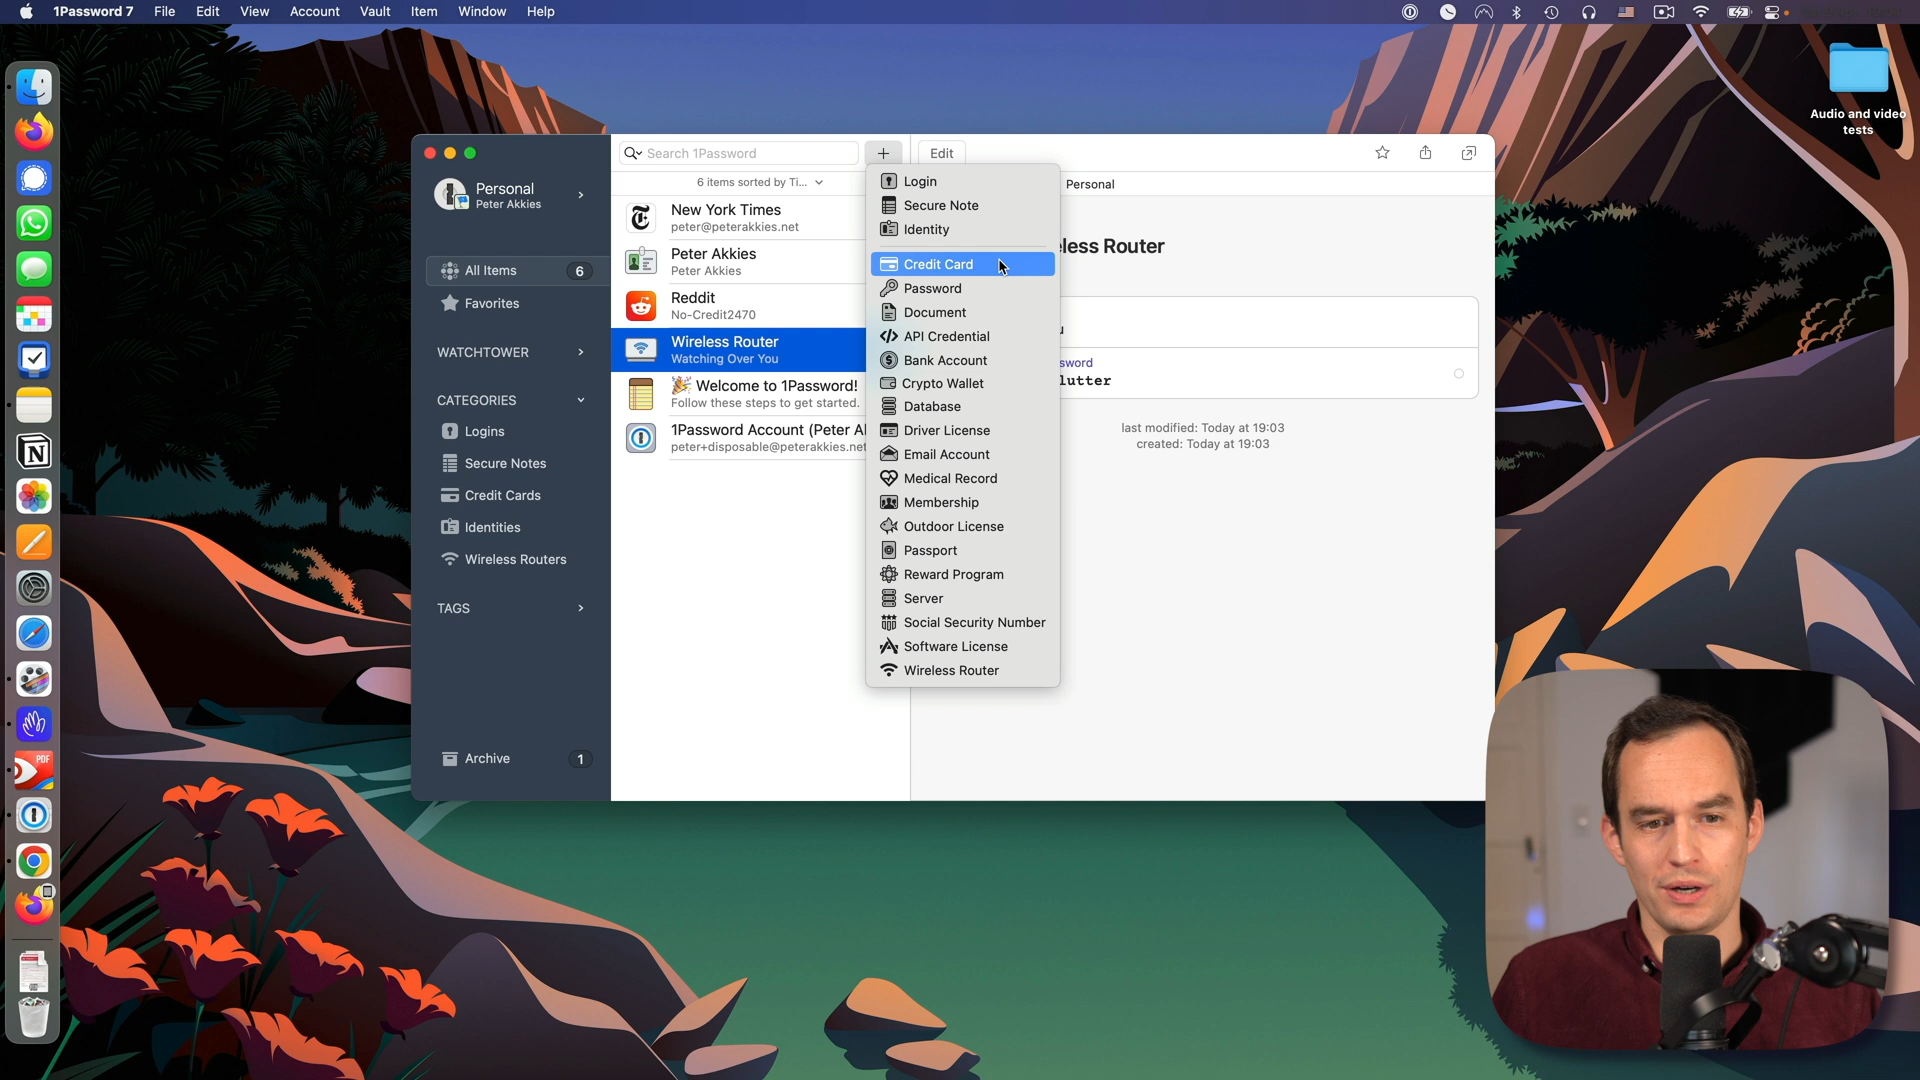 1Password 7 File Edit View Account Vault Item Window Help
Audio and video
tests
Personal
Peter Akkies
All Items 6
Favorites
WATCHTOWER
CATEGORIES
Logins
Secure Notes
Credit Cards
Identities
Wireless Routers
TAGS
Archive 1
Search 1Password
6 items sorted by Ti...
New York Times
peter@peterakkies.net
Peter Akkies
Peter Akkies
Reddit
No-Credit2470
Wireless Router
Watching Over You
Welcome to 1Password!
Follow these steps to get started.
1Password Account (Peter Al
peter+disposable@peterakkies.net
Login
Secure Note
Identity
Credit Card
Password
Document
API Credential
Bank Account
Crypto Wallet
Database
Driver License
Email Account
Medical Record
Membership
Outdoor License
Passport
Reward Program
Server
Social Security Number
Software License
Wireless Router
Edit
Personal
eless Router
u
sword
lutter
last modified: Today at 19:03
created: Today at 19:03
PDF